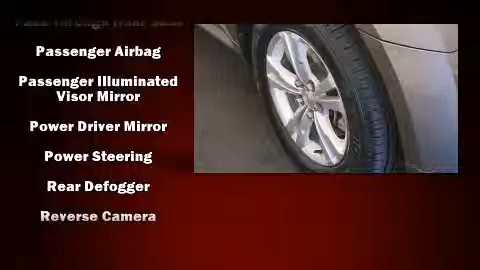 Passenger Airbag
Passenger Illuminated
Visor Mirror
Power Driver Mirror
Power Steering
Rear Defogger
Reverse Camera